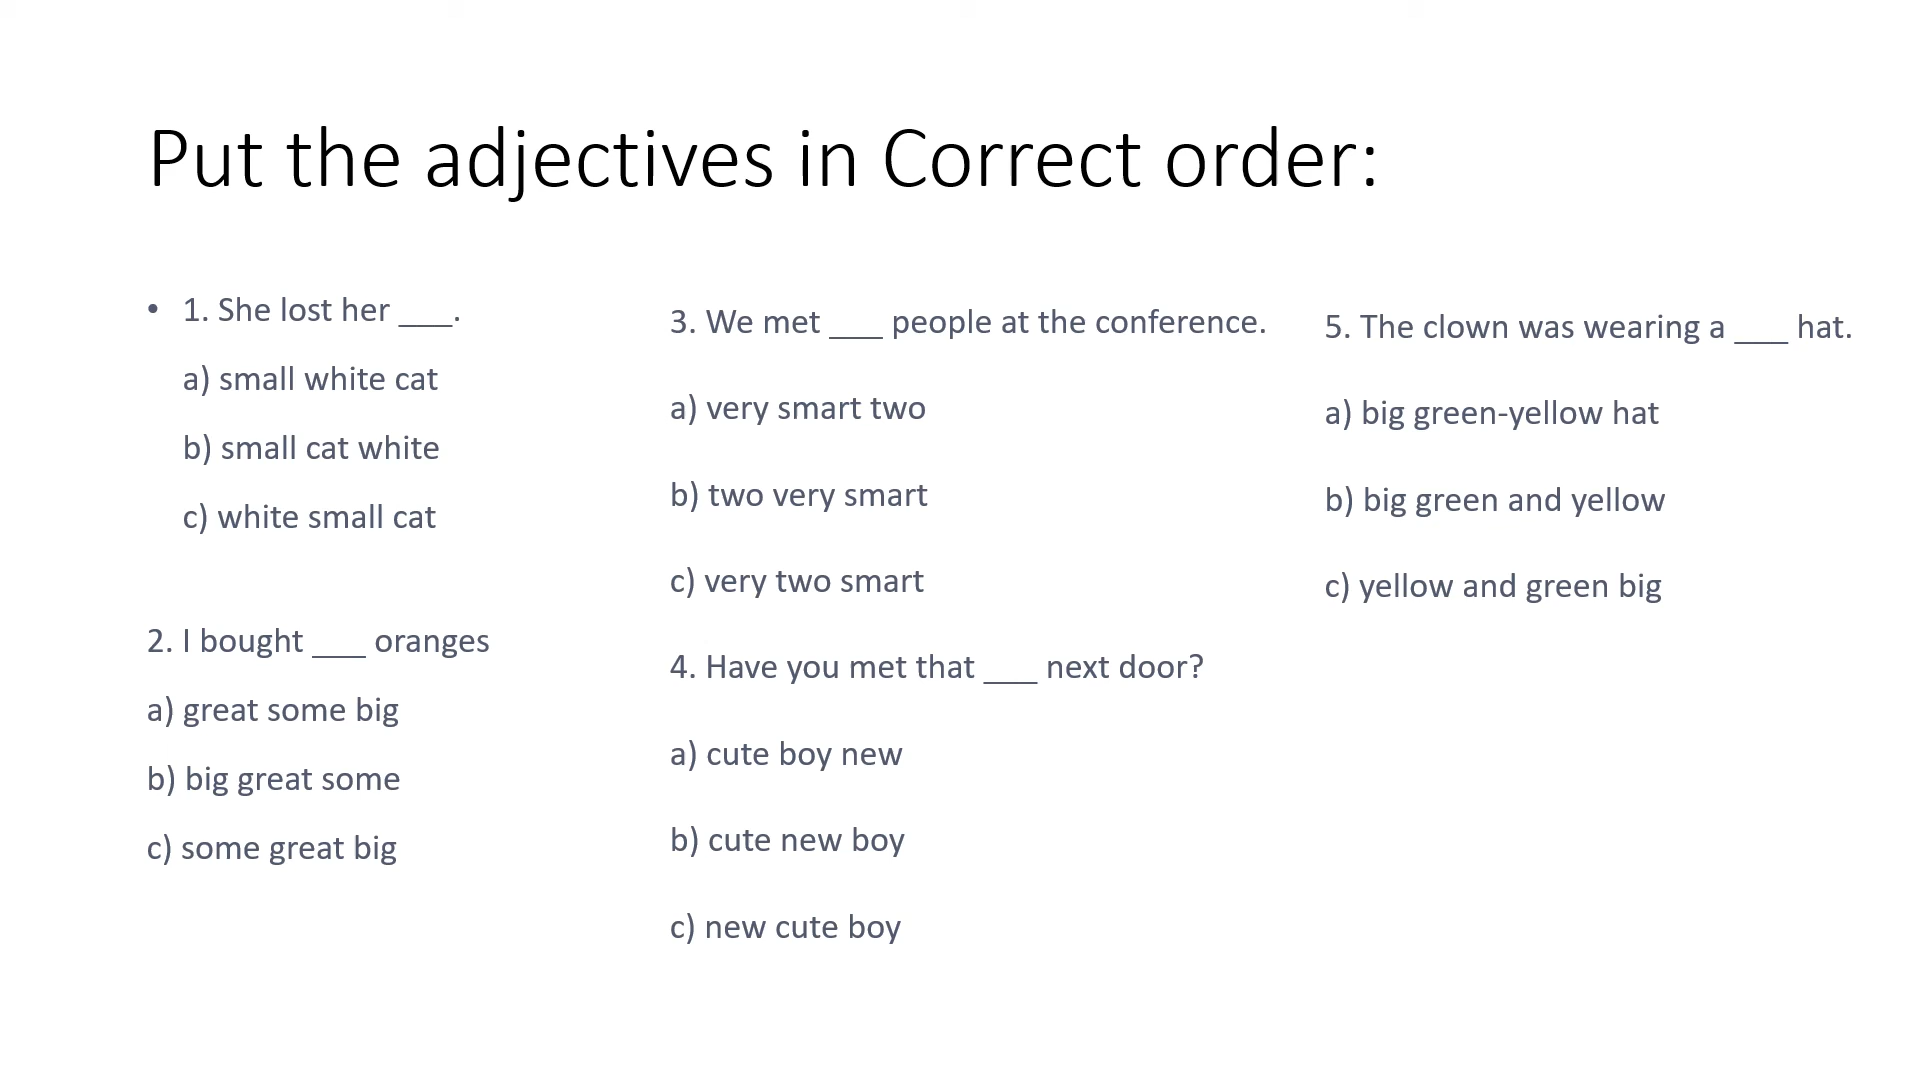 Put the adjectives in Correct order:
• 1. She lost her ___.
a) small white cat
b) small cat white
c) white small cat
2. I bought ___ oranges
a) great some big
b) big great some
c) some great big
3. We met ___ people at the conference.
a) very smart two
b) two very smart
c) very two smart
4. Have you met that ___ next door?
a) cute boy new
b) cute new boy
c) new cute boy
5. The clown was wearing a ___ hat.
a) big green-yellow hat
b) big green and yellow
c) yellow and green big